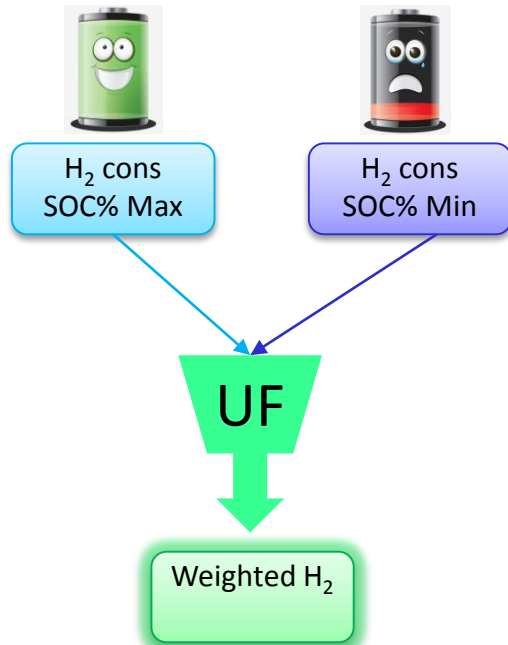 H₂ cons
SOC% Max
H₂ cons
SOC% Min
UF
Weighted H₂